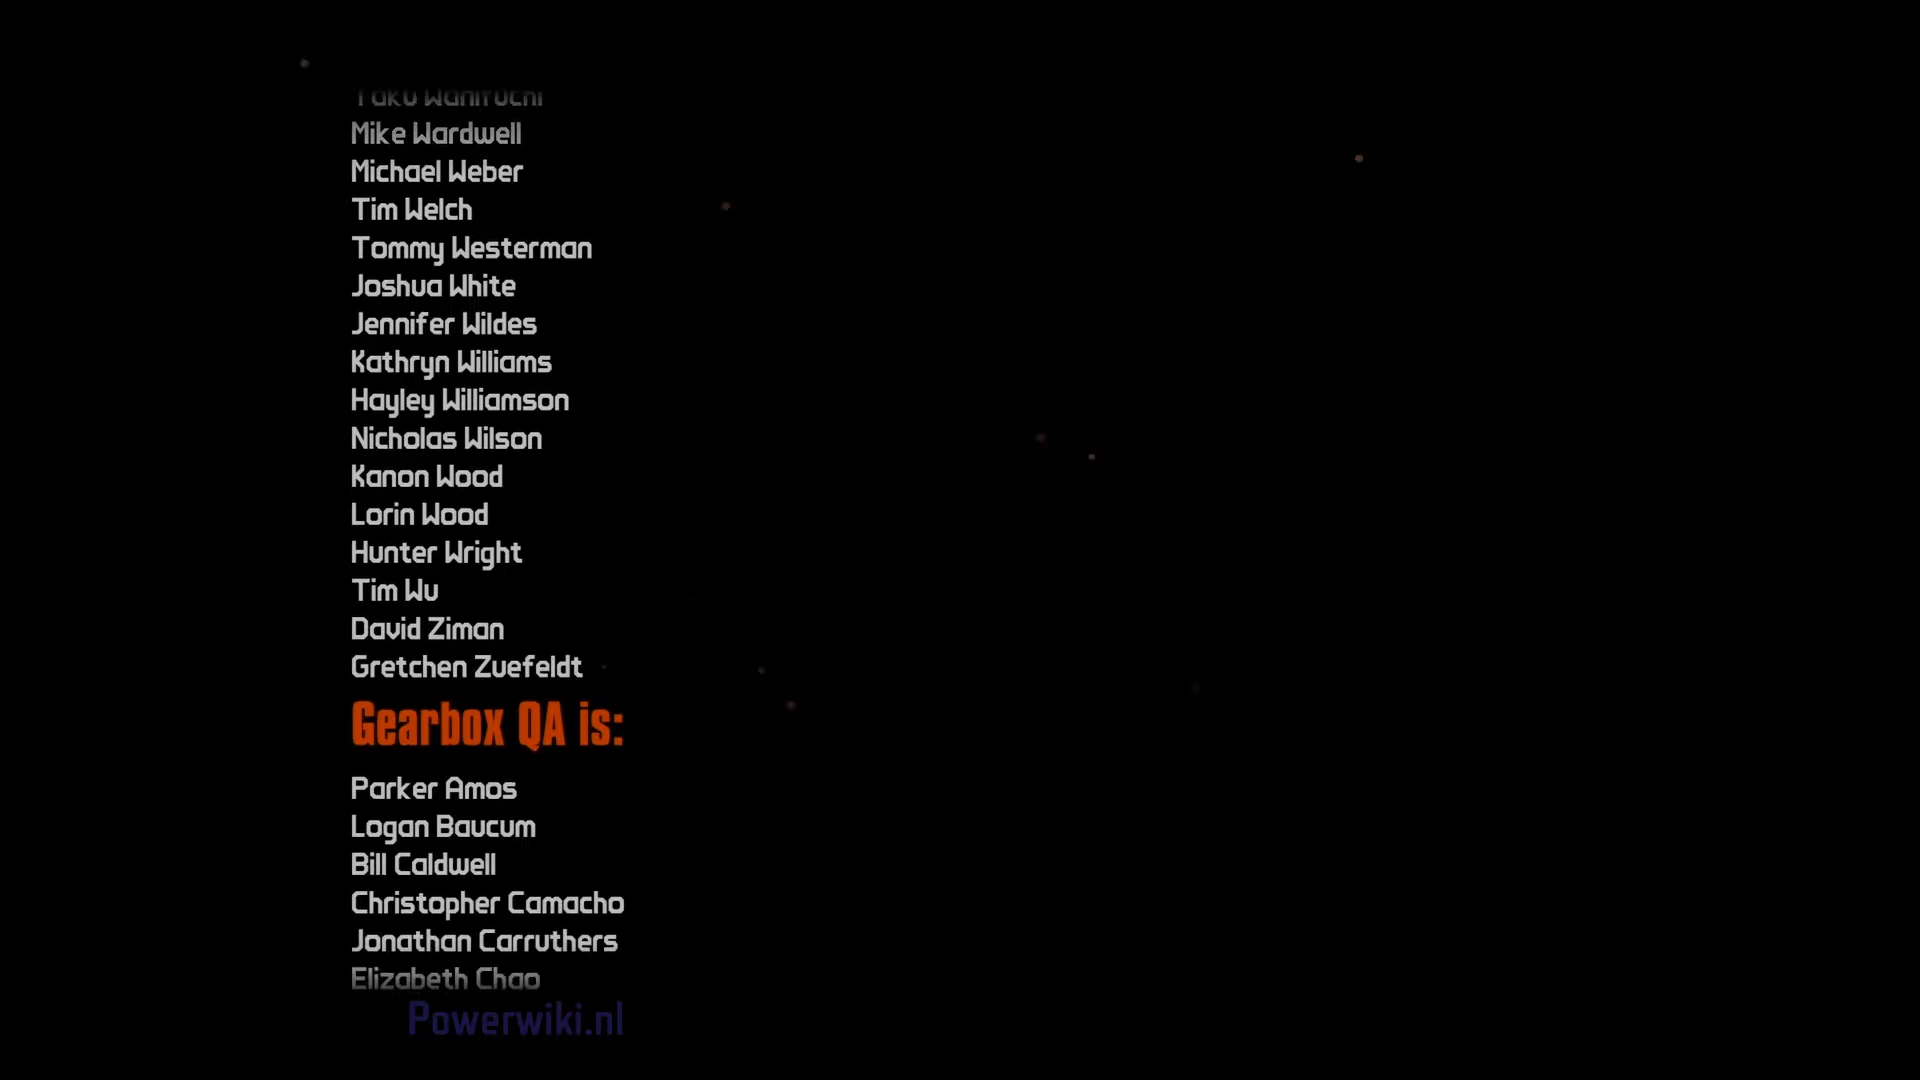 Mike Wardwell
Michael Weber
Tim Welch
Tommy Westerman
Joshua White
Jennifer Wildes
Kathryn Williams
Hayley Williamson
Nicholas Wilson
Kanon Wood
Lorin Wood
Hunter Wright
Tim Wu
David Ziman
Gretchen Zuefeldt
Gearbox QA is:
Parker Amos
Logan Baucum
Bill Caldwell
Christopher Camacho
Jonathan Carruthers
Elizabeth Chao
Powerwiki.nl